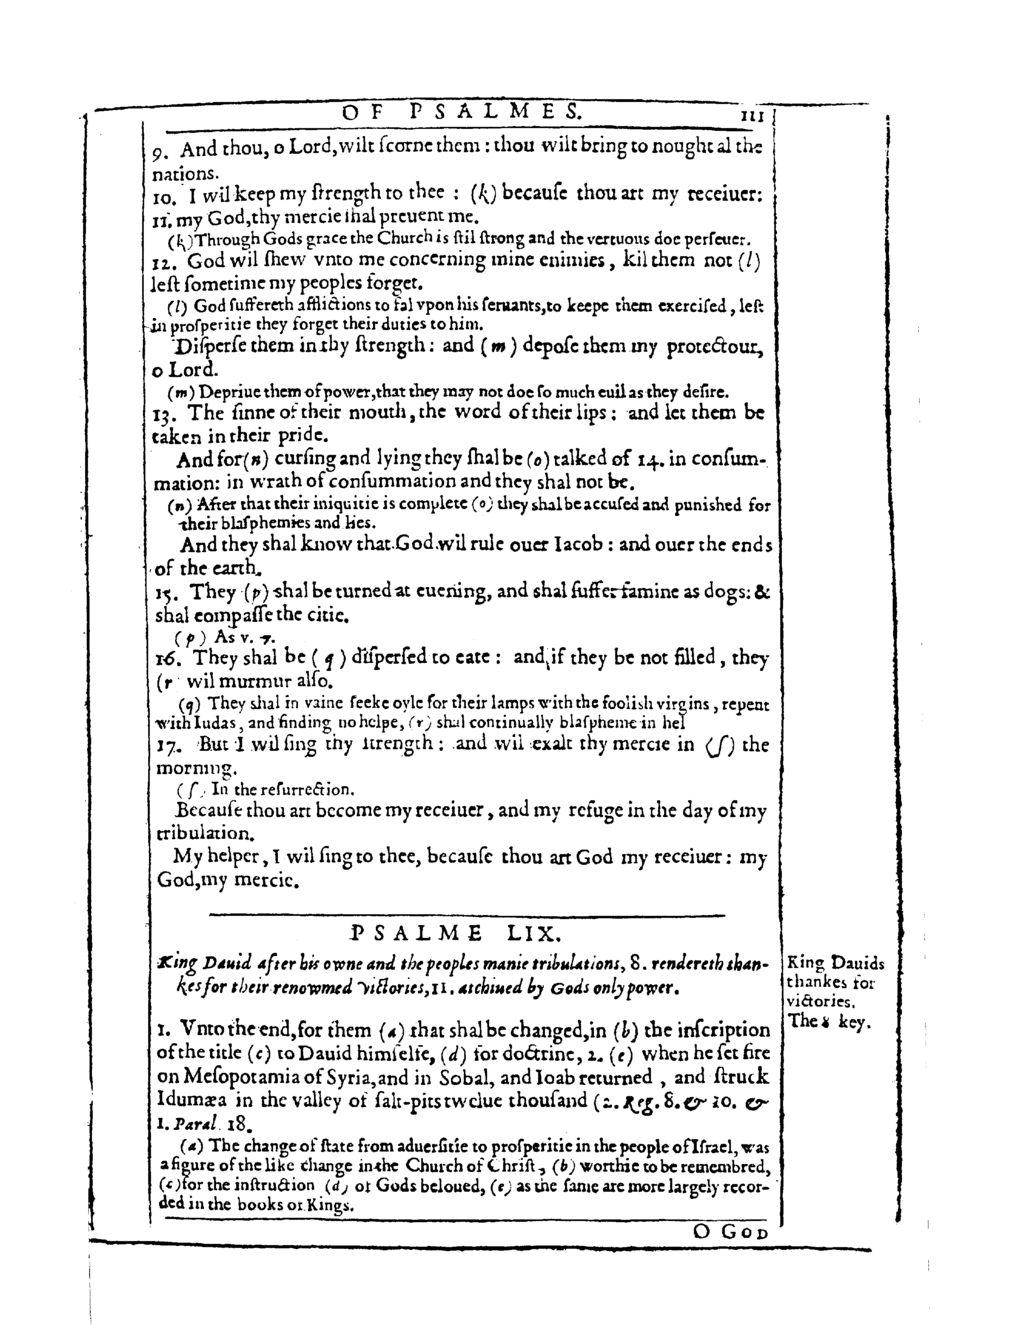 OF PSALMES. 111
9. And thou, o Lord, wilt ſcorne them : thou wilt bring to nought al the
nations.
10. I wil keep my ſtrength to thee : (k) becauſe thou art my receiuer:
11. my God, thy mercie ſhal preuent me.
(k) Through Gods grace the Church is ſtil ſtrong and the vertuous doe perſeuer.
12. God wil ſhew vnto me concerning mine enimies, kil them not (l)
leſt ſometime my peoples forget.
(l) God ſuffereth afflictions to fal vpon his ſeruants, to keepe them exerciſed, leſt
in proſperitie they forget their duties to him.
Diſperſe them in thy ſtrength: and (m) depoſe them my protectour,
o Lord.
(m) Depriue them of power, that they may not doe ſo much euil as they deſire.
13. The ſinne of their mouth, the word of their lips: and let them be
taken in their pride.
And for (n) curſing and lying they ſhal be (o) talked of 14. in conſum-
mation: in wrath of conſummation and they shal not be.
(n) After that their iniquitie is complete (o) they shal be accuſed and punished for
their blaſphemies and lies.
And they shal know that God wil rule ouer Iacob : and ouer the ends
of the earth.
15. They (p) shal be turned at euening, and shal ſuffer famine as dogs: &
shal compaſſe the citie.
(p) As v. 7.
16. They shal be (q) diſperſed to eate : and if they be not filled, they
(r wil murmur alſo.
(q) They shal in vaine ſeeke oyle for their lamps with the fooliſh virgins, repent
with Iudas, and finding no helpe, (r) shal continually blaſpheme in hel
17. But I wil ſing thy ſtrength : and wil exalt thy mercie in (ſ) the
morning.
(ſ) In the reſurrection.
Becauſe thou art become my receiuer, and my refuge in the day of my
tribulation.
My helper, I wil ſing to thee, becauſe thou art God my receiuer: my
God, my mercie.
PSALME LIX.
King Dauid after his owne and the peoples manie tribulations, 8. rendereth than-
kes for their renowmed victories, 11. atchiued by Gods only power.
King Dauids
thankes for
victories.
The 8 key.
1. Vnto the end, for them (a) that shal be changed, in (b) the inſcription
of the title (c) to Dauid himſelfe, (d) for doctrine, 2. (e) when he ſet fire
on Meſopotamia of Syria, and in Sobal, and Ioab returned, and ſtruck
Idumæa in the valley of ſalt-pits twelue thouſand (2. Reg. 8. & 10. &
1. Paral. 18.
(a) The change of ſtate from aduerſitie to proſperitie in the people of Iſrael, was
a figure of the like change in the Church of Chriſt, (b) worthie to be remembred,
(c) for the inſtruction (d) of Gods beloued, (e) as the ſame are more largely recor-
ded in the books of Kings.
O GOD